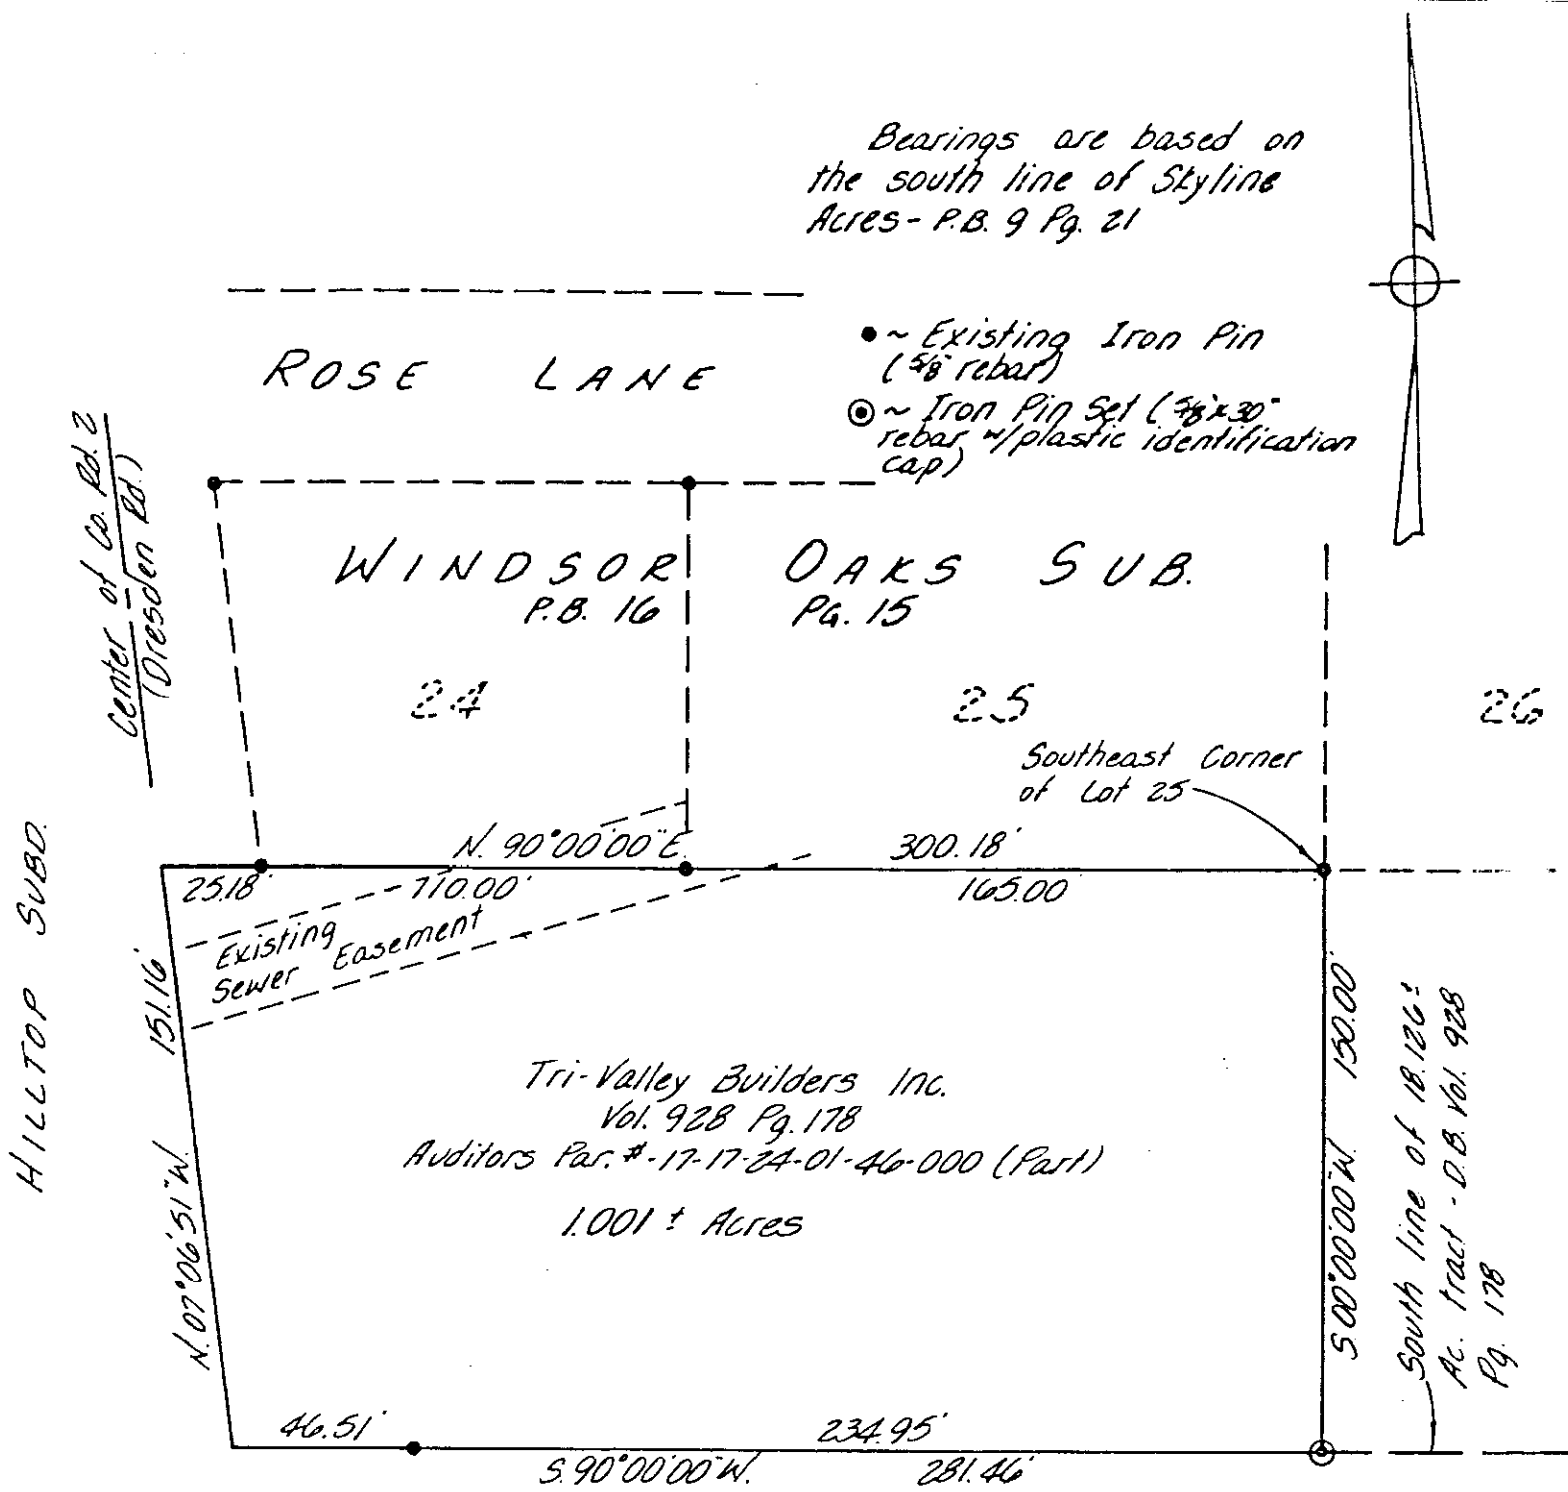 Bearings are based on
the south line of Skyline
Acres - P.B. 9 Pg. 21
• ~ Existing Iron Pin
(5/8" rebar)
~ Iron Pin Set (5/8"x30"
rebar w/plastic identification
cap)
ROSE LANE
Center of Co. Rd. 2
(Dresden Rd.)
WINDSOR OAKS SUB.
P.B. 16 PG. 15
24
25
26
Southeast Corner
of Lot 25
N. 90°00'00" E. 300.18'
25.18' 110.00' 165.00
Existing
Sewer Easement
HILLTOP SUBD.
N. 07°06'51" W. 151.16'
Tri-Valley Builders Inc.
Vol. 928 Pg. 178
Auditors Par. #-17-17-24-01-46-000 (Part)
1.001 ± Acres
S. 00°00'00" W. 150.00'
South line of 18.126 ±
Ac. tract - D.B. Vol. 928
Pg. 178
46.51' 234.95'
S. 90°00'00" W. 281.46'